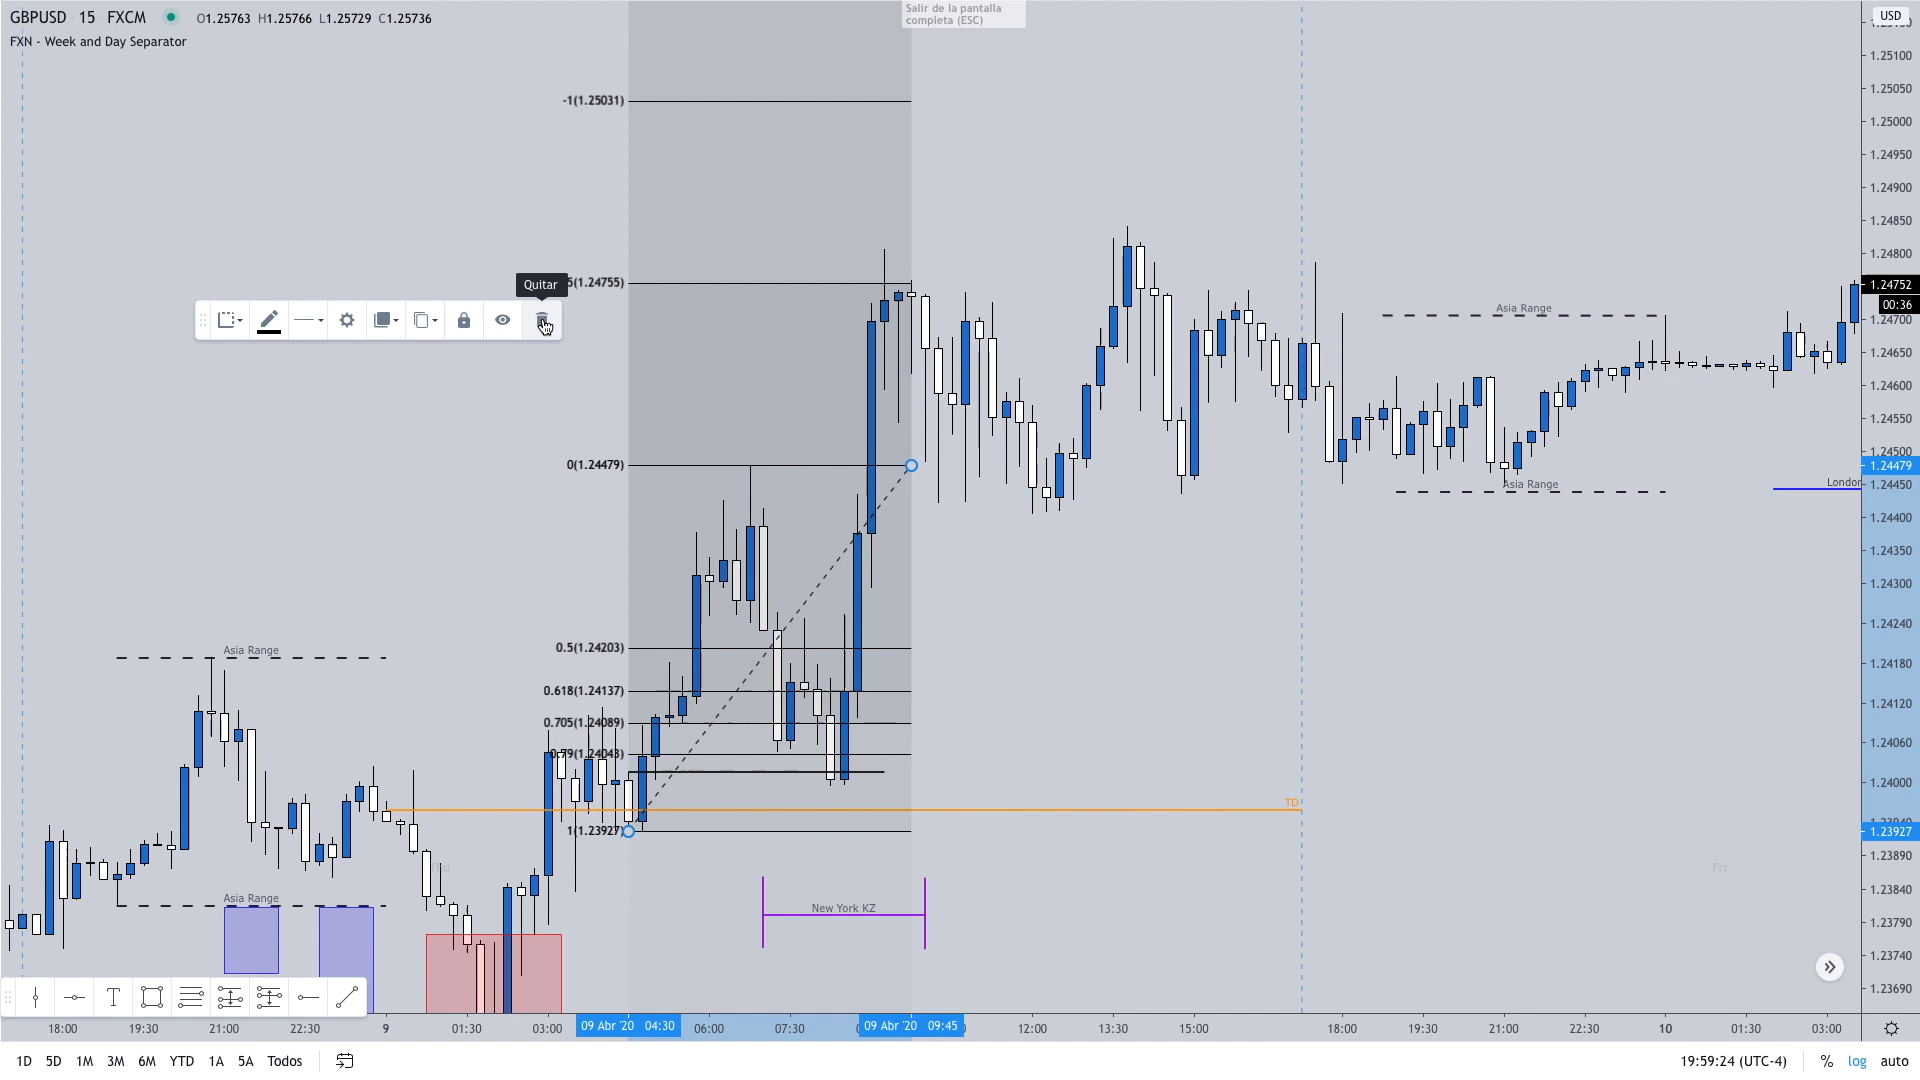 GBPUSD 15 FXCM O1.25763 H1.25766 L1.25729 C1.25736
FXN - Week and Day Separator
Salir de la pantalla
completa (ESC)
USD
1.25100
1.25050
1.25000
1.24950
1.24900
1.24850
1.24800
1.24752
00:36
1.24700
1.24650
1.24600
1.24550
1.24500
1.24479
1.24450
1.24400
1.24350
1.24300
1.24240
1.24180
1.24120
1.24060
1.24000
1.23927
1.23890
1.23840
1.23790
1.23740
1.23690
-1(1.25031)
Quitar
5(1.24755)
0(1.24479)
0.5(1.24203)
0.618(1.24137)
0.705(1.24089)
0.79(1.24043)
1(1.23927)
Asia Range
Asia Range
Asia Range
Asia Range
London
TD
Thu
Fri
New York KZ
T
18:00 19:30 21:00 22:30 9 01:30 03:00 09 Abr '20 04:30 06:00 07:30 09 Abr '20 09:45 12:00 13:30 15:00 18:00 19:30 21:00 22:30 10 01:30 03:00
1D 5D 1M 3M 6M YTD 1A 5A Todos 19:59:24 (UTC-4) % log auto